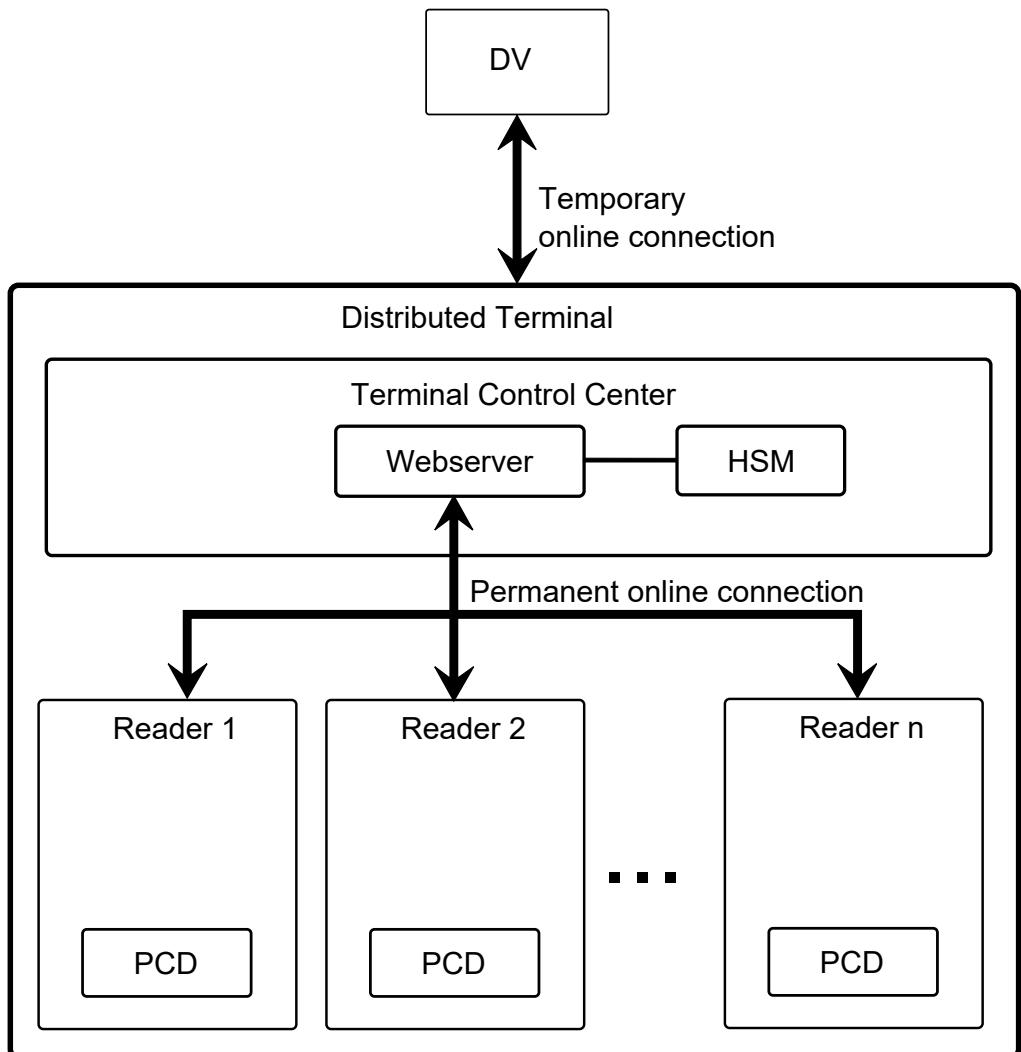 DV
Temporary
online connection
Distributed Terminal
Terminal Control Center
Webserver
HSM
Permanent online connection
Reader 1
Reader 2
Reader n
...
PCD
PCD
PCD